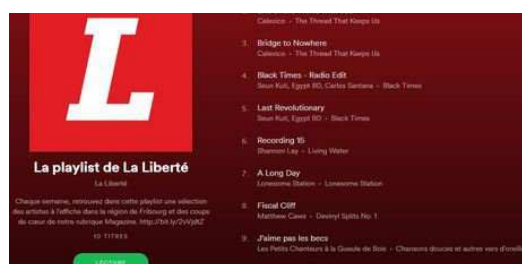 L
La playlist de La Liberté
La Liberté
Chaque semaine, retrouvez dans cette playlist une sélection
des artistes à l'affiche dans la région de Fribourg et des coups
de cœur de notre rubrique Magazine. http://bit.ly/2vVjdtZ
10 TITRES
LECTURE
Calexico • The Thread That Keeps Us
3. Bridge to Nowhere
Calexico • The Thread That Keeps Us
4. Black Times - Radio Edit
Seun Kuti, Egypt 80, Carlos Santana • Black Times
5. Last Revolutionary
Seun Kuti, Egypt 80 • Black Times
6. Recording 15
Shannon Lay • Living Water
7. A Long Day
Lonesome Station • Lonesome Station
8. Fiscal Cliff
Matthew Caws • Devinyl Splits No. 1
9. J'aime pas les becs
Les Petits Chanteurs à la Gueule de Bois • Chansons douces et autres vers d'oreille